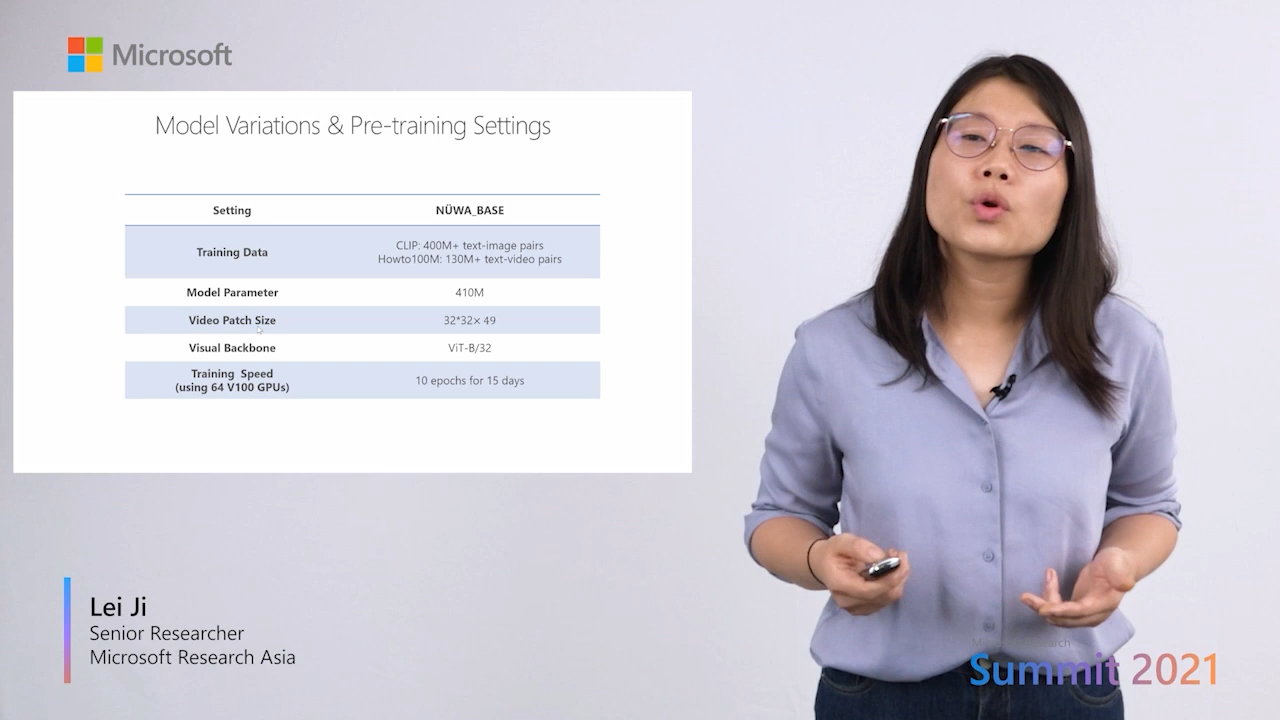 Microsoft
Model Variations & Pre-training Settings
Setting NÜWA_BASE
Training Data CLIP: 400M+ text-image pairs
Howto100M: 130M+ text-video pairs
Model Parameter 410M
Video Patch Size 32*32× 49
Visual Backbone ViT-B/32
Training Speed
(using 64 V100 GPUs) 10 epochs for 15 days
Lei Ji
Senior Researcher
Microsoft Research Asia
Summit 2021